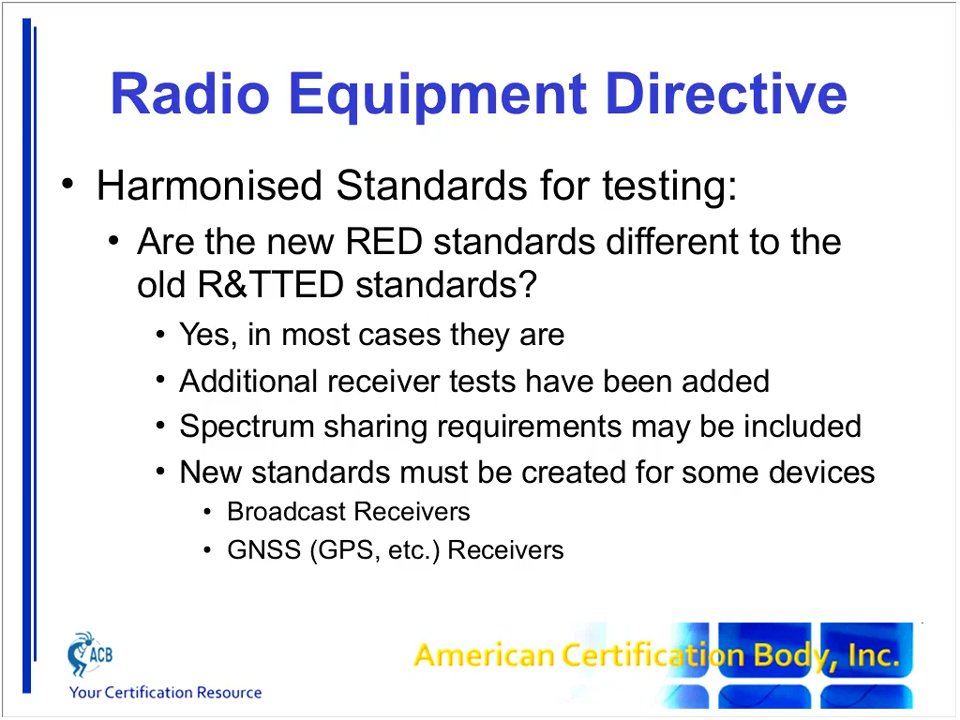 Radio Equipment Directive
• Harmonised Standards for testing:
• Are the new RED standards different to the
old R&TTED standards?
• Yes, in most cases they are
• Additional receiver tests have been added
• Spectrum sharing requirements may be included
• New standards must be created for some devices
• Broadcast Receivers
• GNSS (GPS, etc.) Receivers
ACB
American Certification Body, Inc.
Your Certification Resource